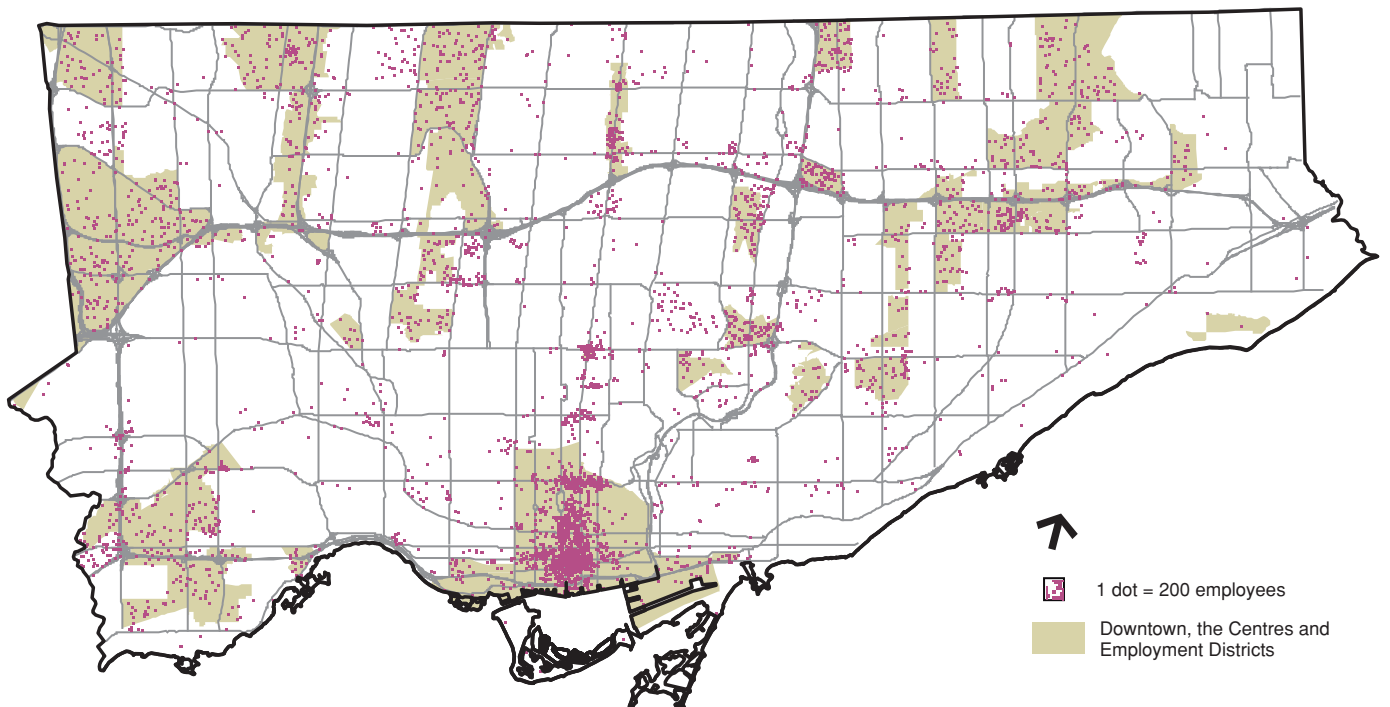 1 dot = 200 employees
Downtown, the Centres and
Employment Districts